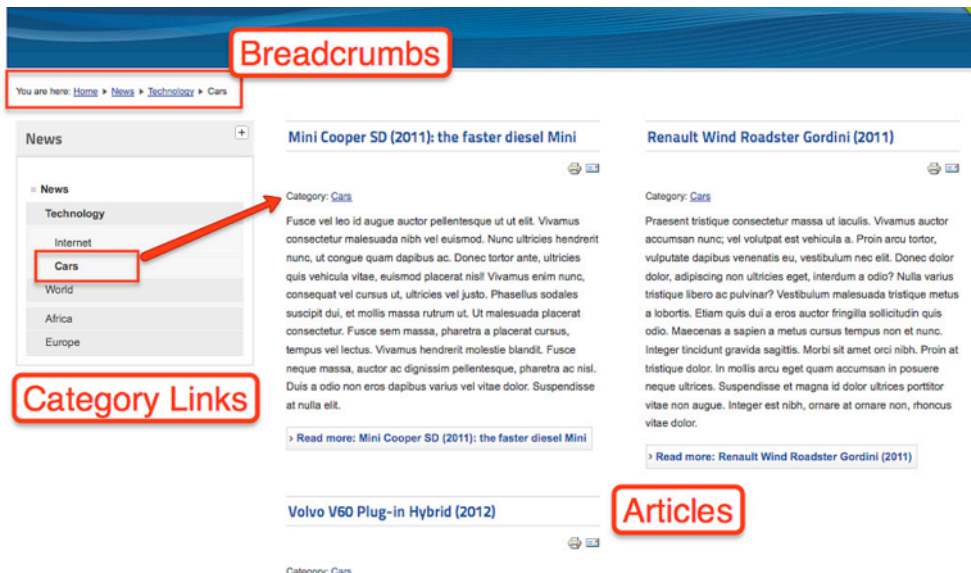 Breadcrumbs
You are here: Home ▸ News ▸ Technology ▸ Cars
News
+
News
Technology
Internet
Cars
World
Africa
Europe
Category Links
Mini Cooper SD (2011): the faster diesel Mini
Category: Cars
Fusce vel leo id augue auctor pellentesque ut ut elit. Vivamus
consectetur malesuada nibh vel euismod. Nunc ultricies hendrerit
nunc, ut congue quam dapibus ac. Donec tortor ante, ultricies
quis vehicula vitae, euismod placerat nisl! Vivamus enim nunc,
consequat vel cursus ut, ultricies vel justo. Phasellus sodales
suscipit dui, et mollis massa rutrum ut. Ut malesuada placerat
consectetur. Fusce sem massa, pharetra a placerat cursus,
tempus vel lectus. Vivamus hendrerit molestie blandit. Fusce
neque massa, auctor ac dignissim pellentesque, pharetra ac nisl.
Duis a odio non eros dapibus varius vel vitae dolor. Suspendisse
at nulla elit.
› Read more: Mini Cooper SD (2011): the faster diesel Mini
Renault Wind Roadster Gordini (2011)
Category: Cars
Praesent tristique consectetur massa ut iaculis. Vivamus auctor
accumsan nunc; vel volutpat est vehicula a. Proin arcu tortor,
vulputate dapibus venenatis eu, vestibulum nec elit. Donec dolor
dolor, adipiscing non ultricies eget, interdum a odio? Nulla varius
tristique libero ac pulvinar? Vestibulum malesuada tristique metus
a lobortis. Etiam quis dui a eros auctor fringilla sollicitudin quis
odio. Maecenas a sapien a metus cursus tempus non et nunc.
Integer tincidunt gravida sagittis. Morbi sit amet orci nibh. Proin at
tristique dolor. In mollis arcu eget quam accumsan in posuere
neque ultrices. Suspendisse et magna id dolor ultrices porttitor
vitae non augue. Integer est nibh, ornare at ornare non, rhoncus
vitae dolor.
› Read more: Renault Wind Roadster Gordini (2011)
Volvo V60 Plug-in Hybrid (2012)
Articles
Category: Cars